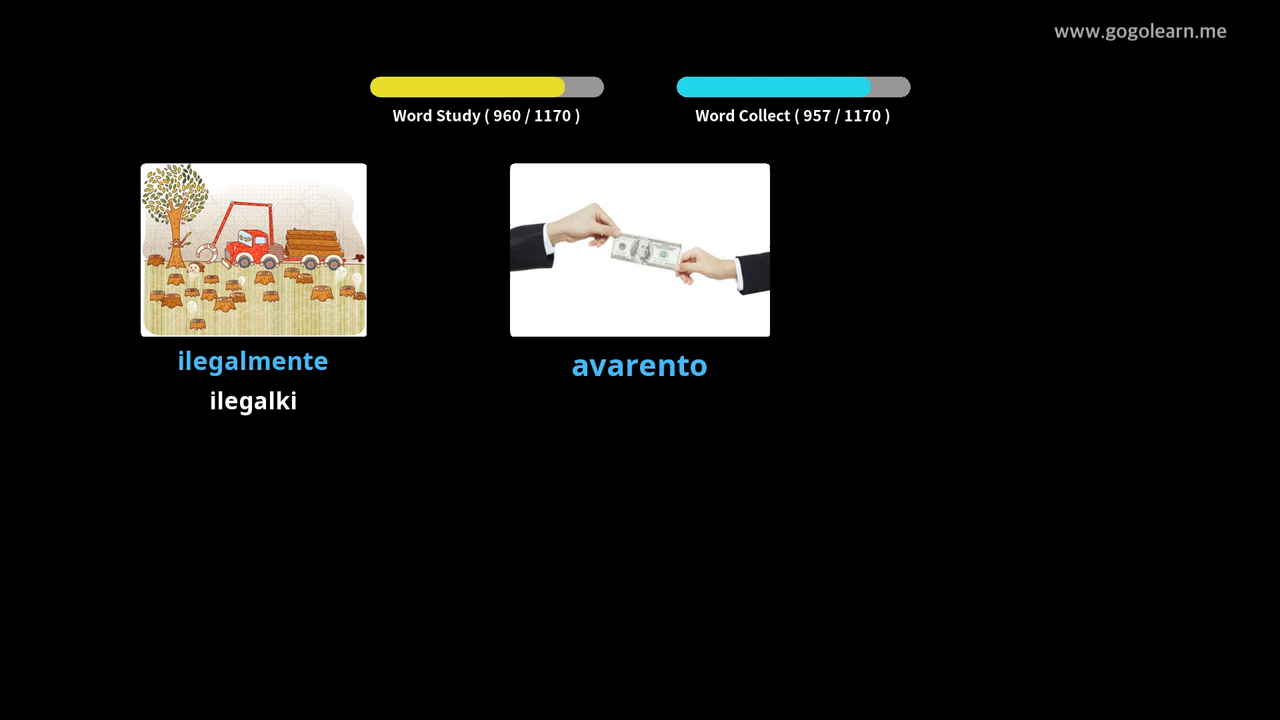 www.gogolearn.me
Word Study ( 960 / 1170 )
Word Collect ( 957 / 1170 )
ilegalmente
ilegalki
avarento